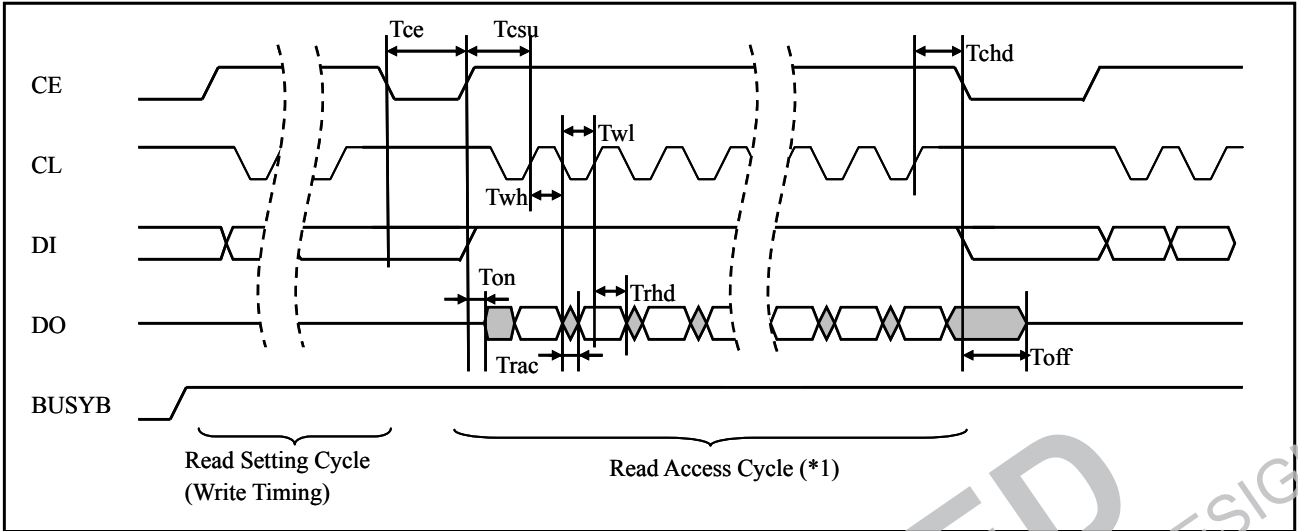 Tce
Tcsu
Tchd
CE
Twl
CL
Twh
DI
Ton
Trhd
DO
Trac
Toff
BUSYB
Read Setting Cycle
(Write Timing)
Read Access Cycle (*1)